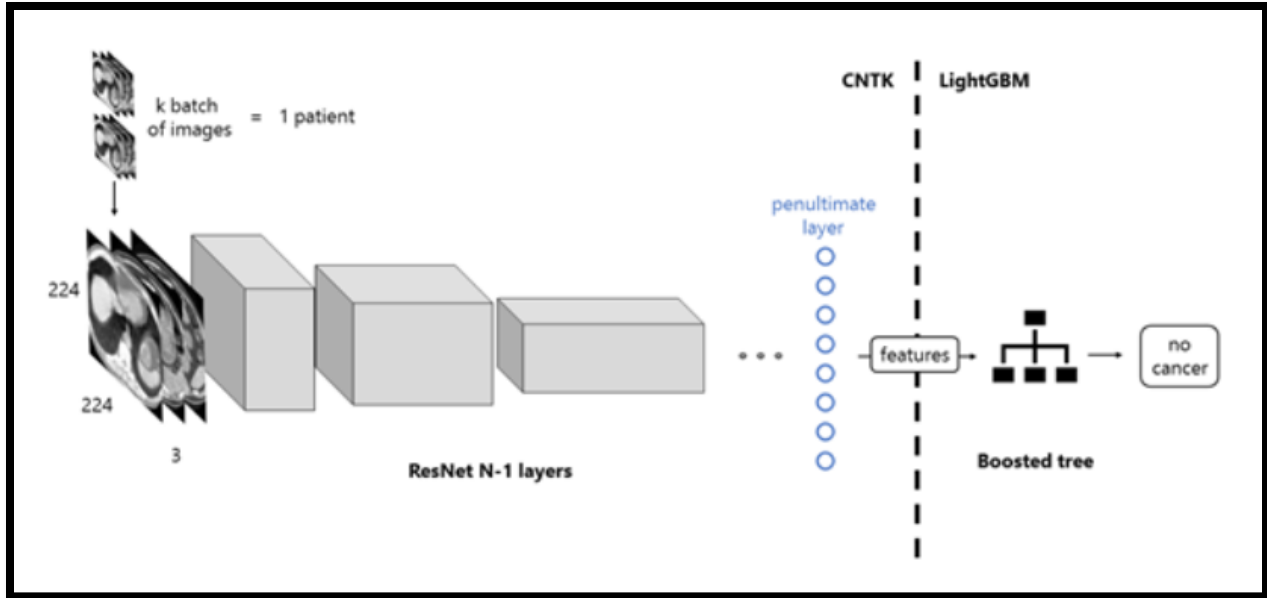 k batch
of images
= 1 patient
CNTK
LightGBM
penultimate
layer
224
224
3
features
no
cancer
ResNet N-1 layers
Boosted tree